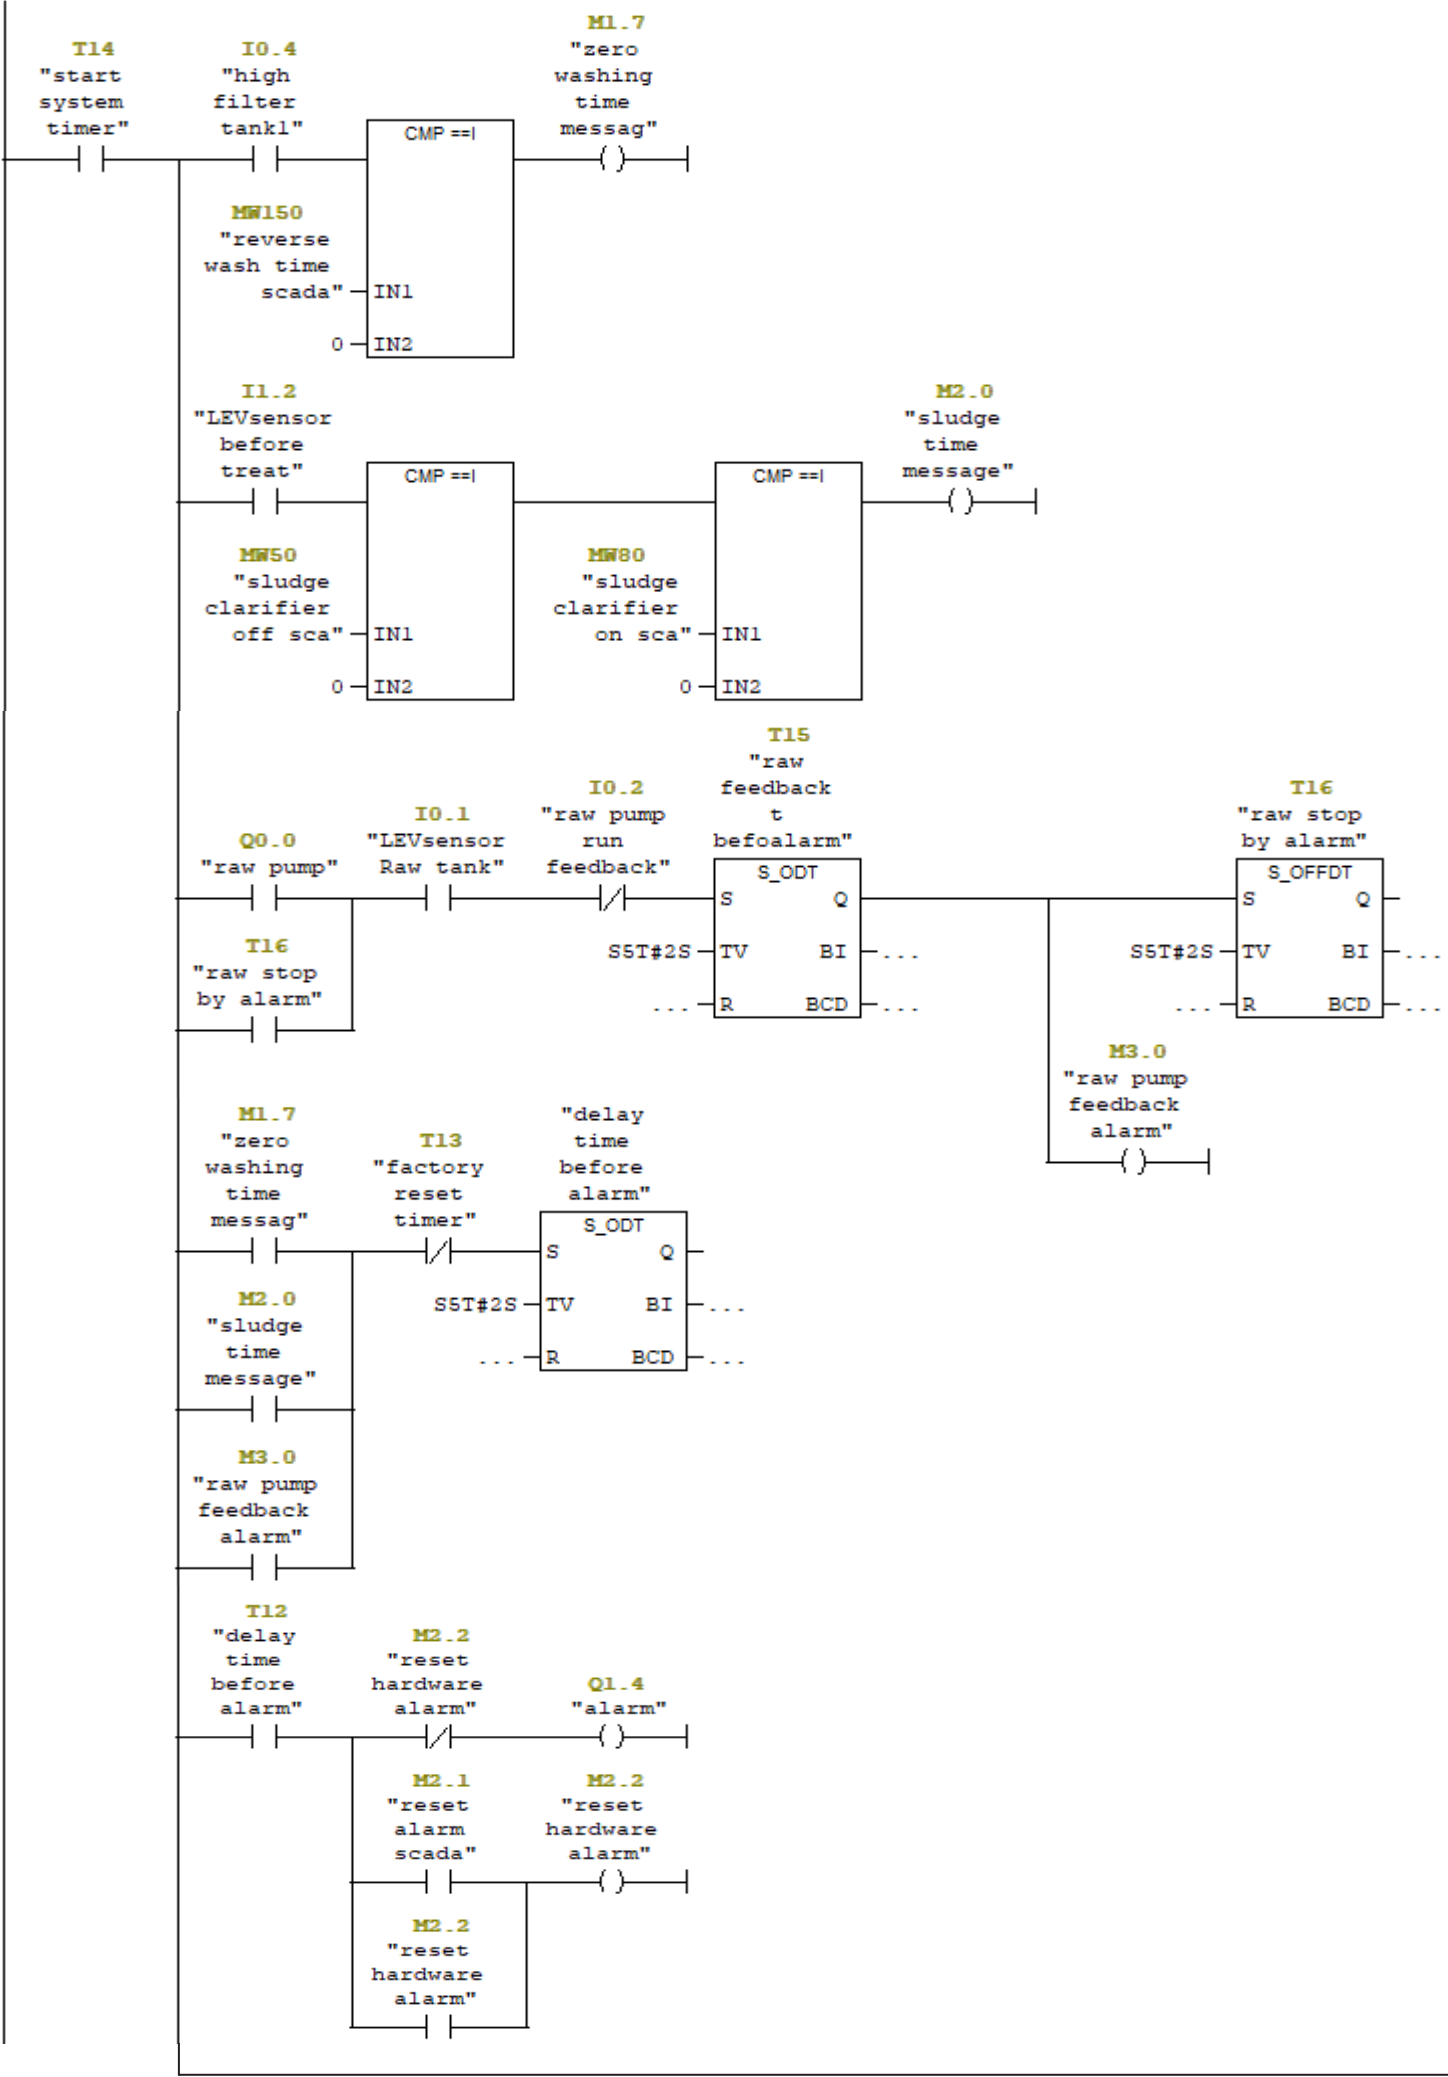 M1.7
T14
I0.4
"zero
"start
"high
washing
system
filter
time
timer"
tank1"
messag"
CMP ==I
MW150
"reverse
wash time
scada"
IN1
0
IN2
I1.2
M2.0
"LEVsensor
"sludge
before
time
treat"
message"
CMP ==I
CMP ==I
MW50
MW80
"sludge
"sludge
clarifier
clarifier
off sca"
IN1
on sca"
IN1
0
IN2
0
IN2
T15
"raw
I0.2
feedback
T16
I0.1
"raw pump
t
"raw stop
Q0.0
"LEVsensor
run
befoalarm"
by alarm"
"raw pump"
Raw tank"
feedback"
S_ODT
S_OFFDT
S
Q
S
Q
T16
S5T#2S
TV
BI
...
S5T#2S
TV
BI
...
"raw stop
by alarm"
...
R
BCD
...
...
R
BCD
...
M3.0
"raw pump
feedback
alarm"
M1.7
"delay
"zero
T13
time
washing
"factory
before
time
reset
alarm"
messag"
timer"
S_ODT
S
Q
M2.0
S5T#2S
TV
BI
...
"sludge
time
...
R
BCD
...
message"
M3.0
"raw pump
feedback
alarm"
T12
"delay
M2.2
time
"reset
before
hardware
Q1.4
alarm"
alarm"
"alarm"
M2.1
M2.2
"reset
"reset
alarm
hardware
scada"
alarm"
M2.2
"reset
hardware
alarm"